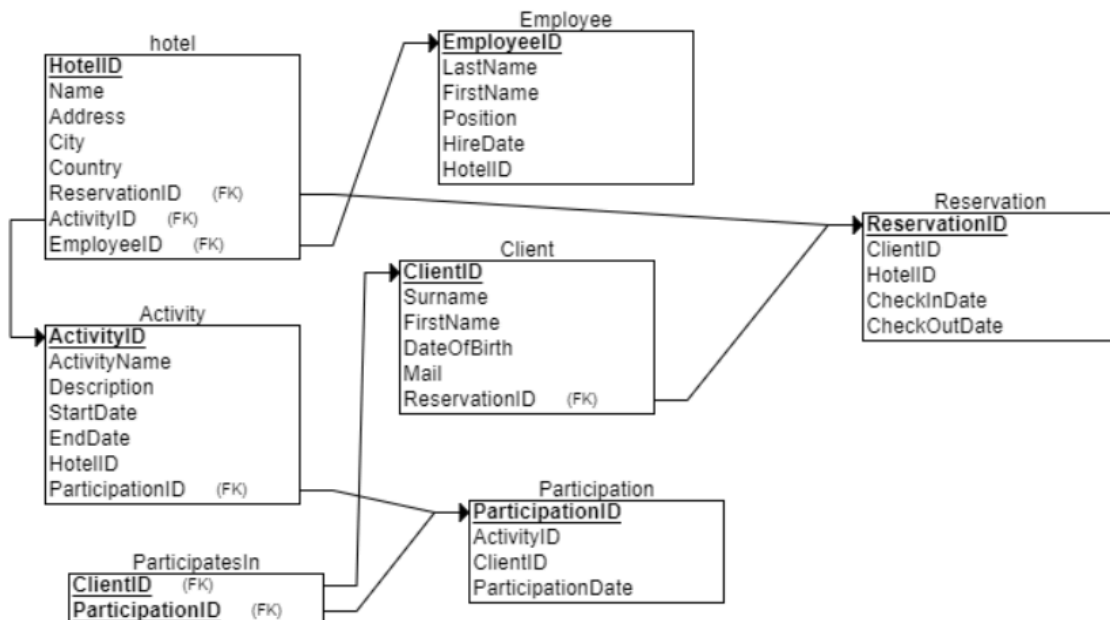 hotel
HotelID
Name
Address
City
Country
ReservationID (FK)
ActivityID (FK)
EmployeeID (FK)
Employee
EmployeeID
LastName
FirstName
Position
HireDate
HotelID
Reservation
ReservationID
ClientID
HotelID
CheckInDate
CheckOutDate
Client
ClientID
Surname
FirstName
DateOfBirth
Mail
ReservationID (FK)
Activity
ActivityID
ActivityName
Description
StartDate
EndDate
HotelID
ParticipationID (FK)
Participation
ParticipationID
ActivityID
ClientID
ParticipationDate
ParticipatesIn
ClientID (FK)
ParticipationID (FK)